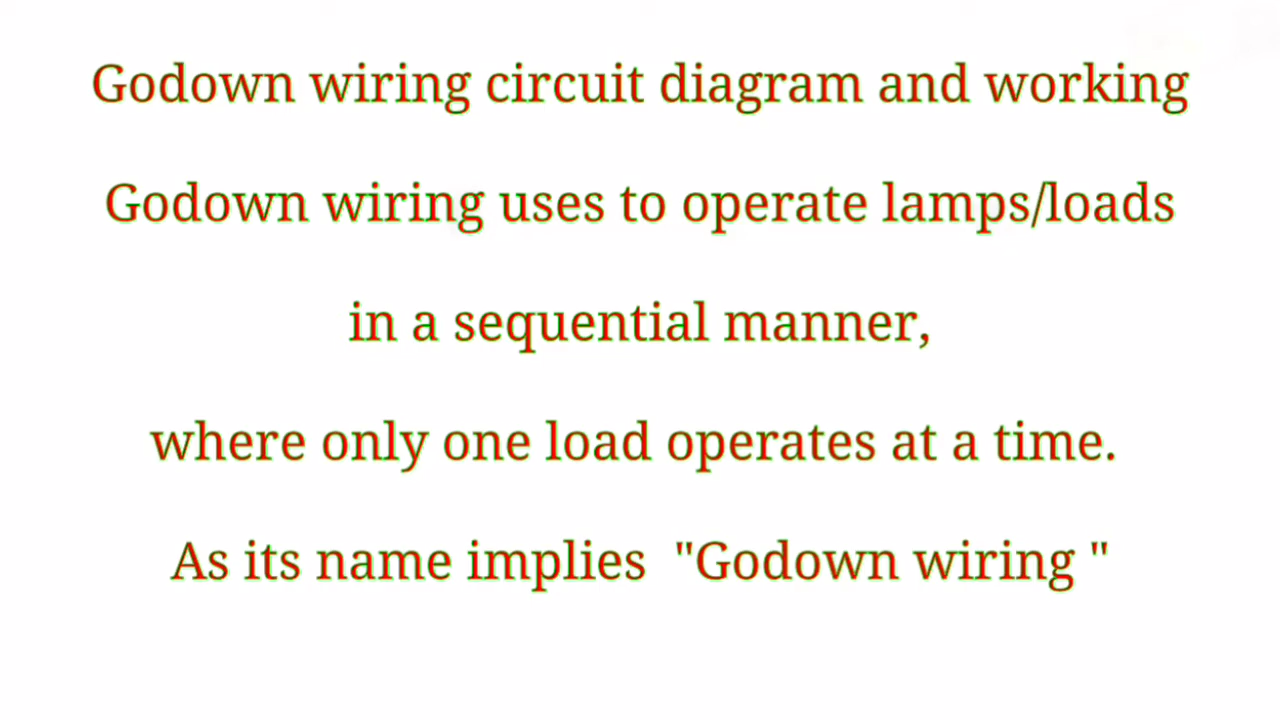 Godown wiring circuit diagram and working
Godown wiring uses to operate lamps/loads
in a sequential manner,
where only one load operates at a time.
As its name implies  "Godown wiring "